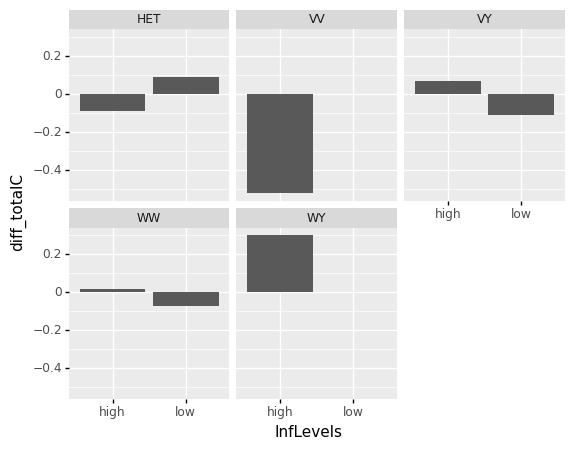 HET VV VY
0.2
0
−0.2
−0.4
high low
WW WY
0.2
0
−0.2
−0.4
high low high low
InfLevels
diff_totalC